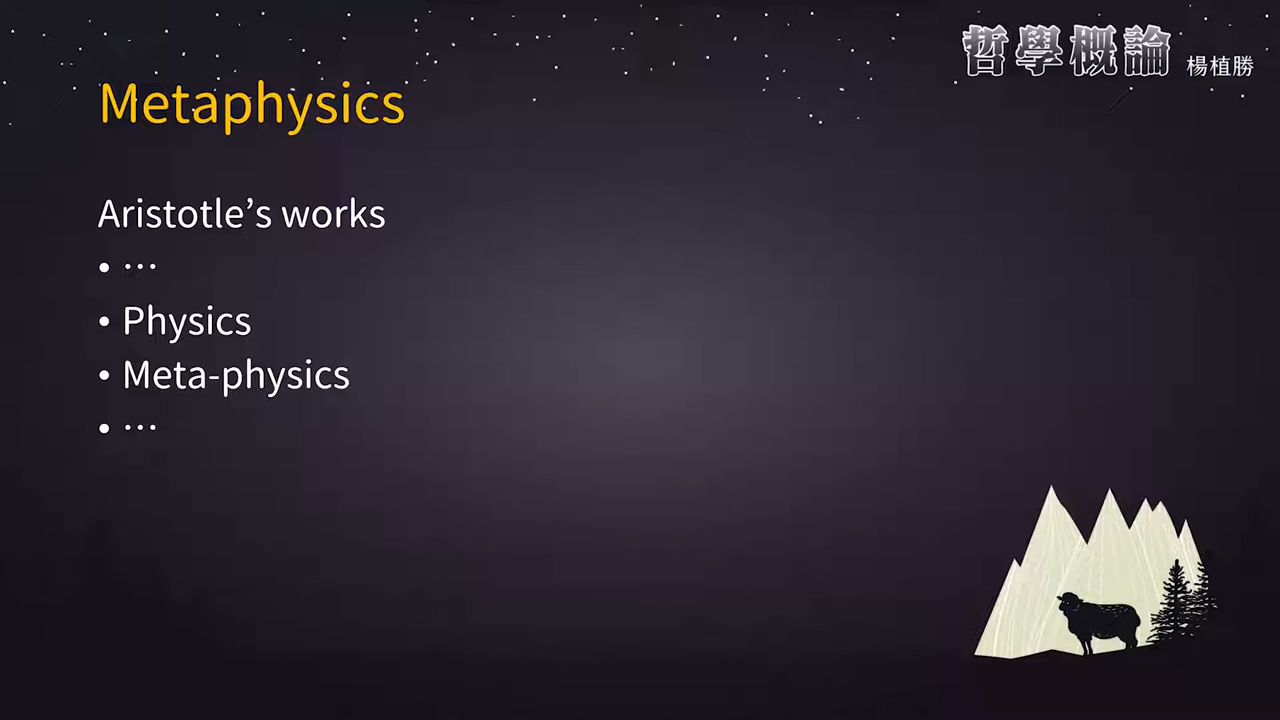 哲學概論 楊植勝
Metaphysics
Aristotle’s works
• …
• Physics
• Meta-physics
• …